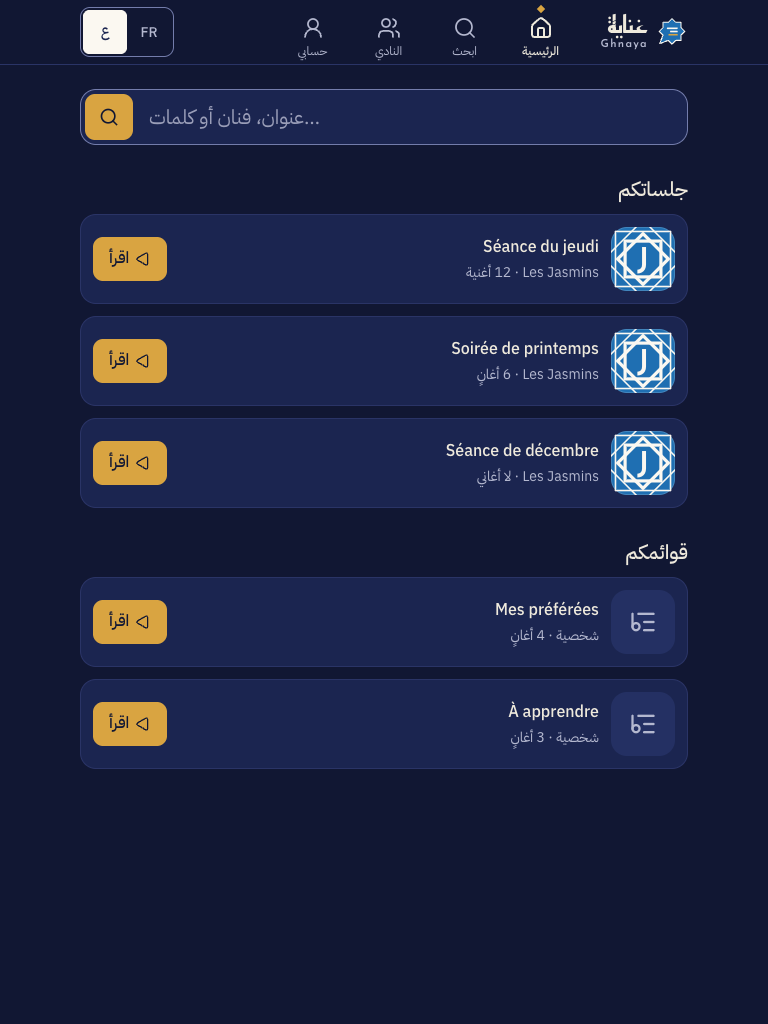 غناية
Ghnaya
الرئيسية
ابحث
النادي
حسابي
FR
ع
عنوان، فنان أو كلمات...
جلساتكم
J
Séance du jeudi
Les Jasmins · 12 أغنية
اقرأ
J
Soirée de printemps
Les Jasmins · 6 أغانٍ
اقرأ
J
Séance de décembre
Les Jasmins · لا أغاني
اقرأ
قوائمكم
Mes préférées
شخصية · 4 أغانٍ
اقرأ
À apprendre
شخصية · 3 أغانٍ
اقرأ